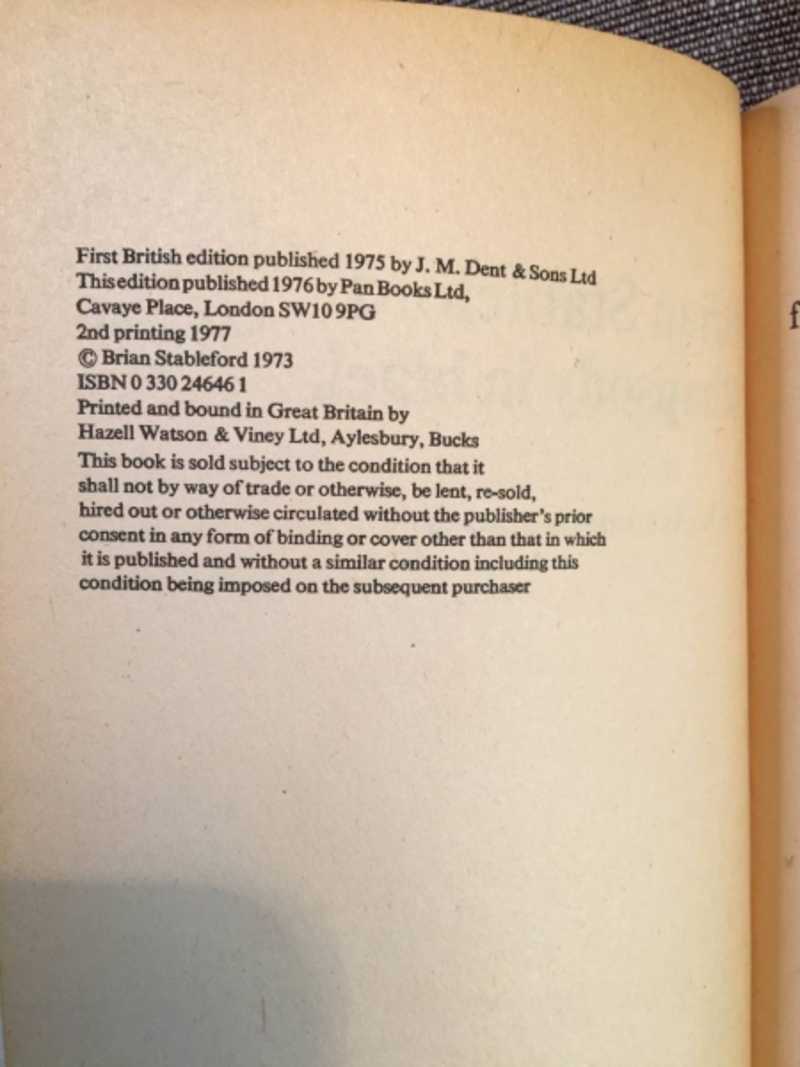 First British edition published 1975 by J. M. Dent & Sons Ltd
This edition published 1976 by Pan Books Ltd,
Cavaye Place, London SW10 9PG
2nd printing 1977
© Brian Stableford 1973
ISBN 0 330 24646 1
Printed and bound in Great Britain by
Hazell Watson & Viney Ltd, Aylesbury, Bucks
This book is sold subject to the condition that it
shall not by way of trade or otherwise, be lent, re-sold,
hired out or otherwise circulated without the publisher's prior
consent in any form of binding or cover other than that in which
it is published and without a similar condition including this
condition being imposed on the subsequent purchaser
f